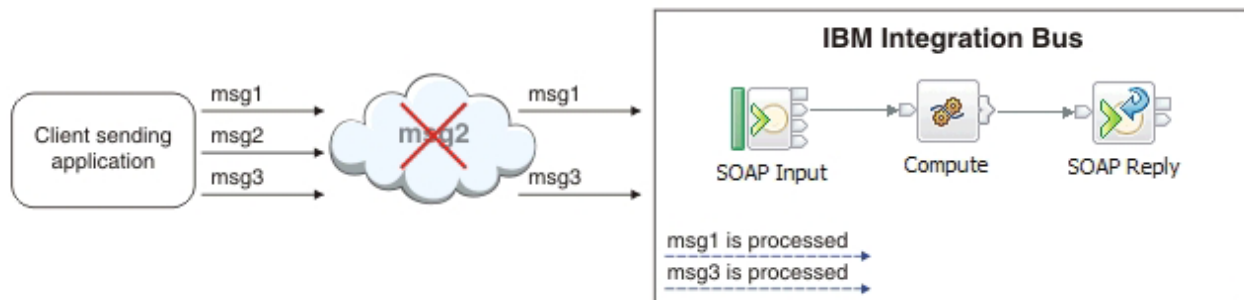 IBM Integration Bus
Client sending
application
msg1
msg2
msg3
msg2
msg1
msg3
SOAP Input
Compute
SOAP Reply
msg1 is processed
msg3 is processed